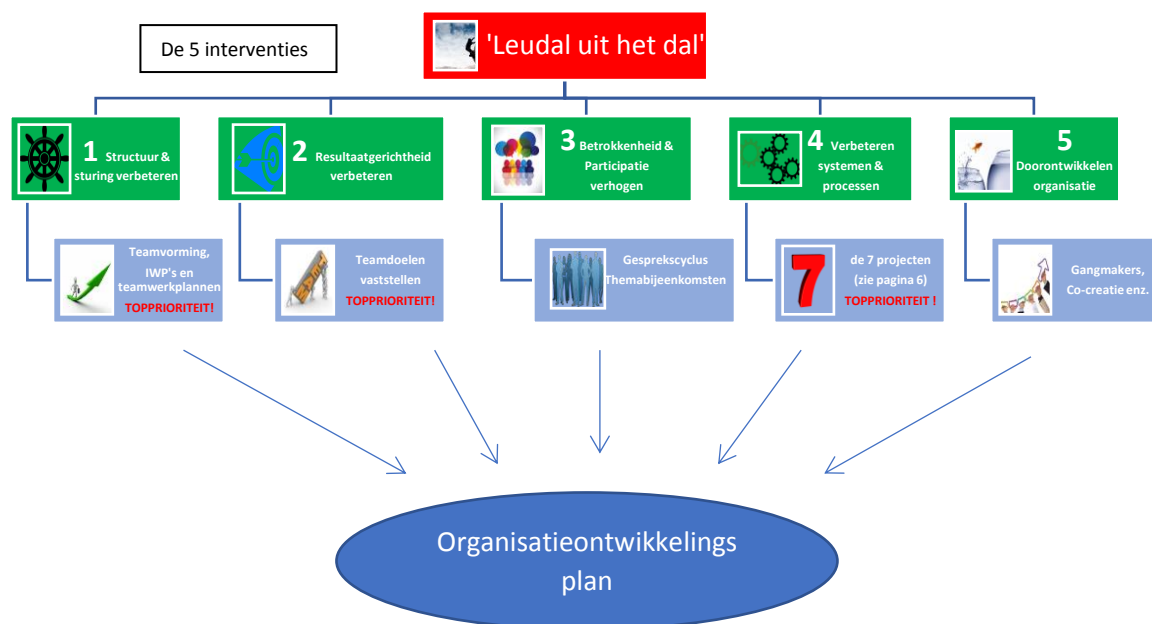 De 5 interventies
'Leudal uit het dal'
1 Structuur &
sturing verbeteren
2 Resultaatgerichtheid
verbeteren
3 Betrokkenheid &
Participatie
verhogen
4 Verbeteren
systemen &
processen
5
Doorontwikkelen
organisatie
Teamvorming,
IWP's en
teamwerkplannen
TOPPRIORITEIT!
Teamdoelen
vaststellen
TOPPRIORITEIT!
Gesprekscyclus
Themabijeenkomsten
7
de 7 projecten
(zie pagina 6)
TOPPRIORITEIT !
Gangmakers,
Co-creatie enz.
Organisatieontwikkelings
plan